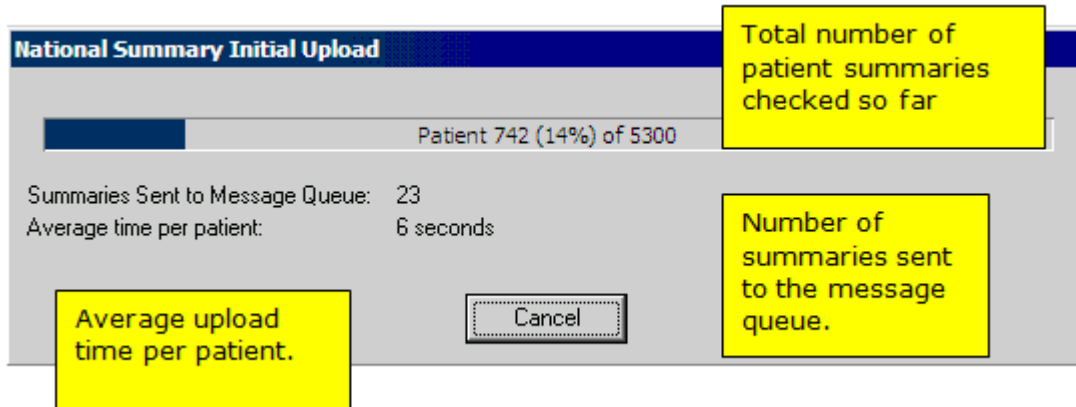 National Summary Initial Upload
Total number of
patient summaries
checked so far
Patient 742 (14%) of 5300
Summaries Sent to Message Queue: 23
Average time per patient: 6 seconds
Number of
summaries sent
to the message
queue.
Average upload
time per patient.
Cancel